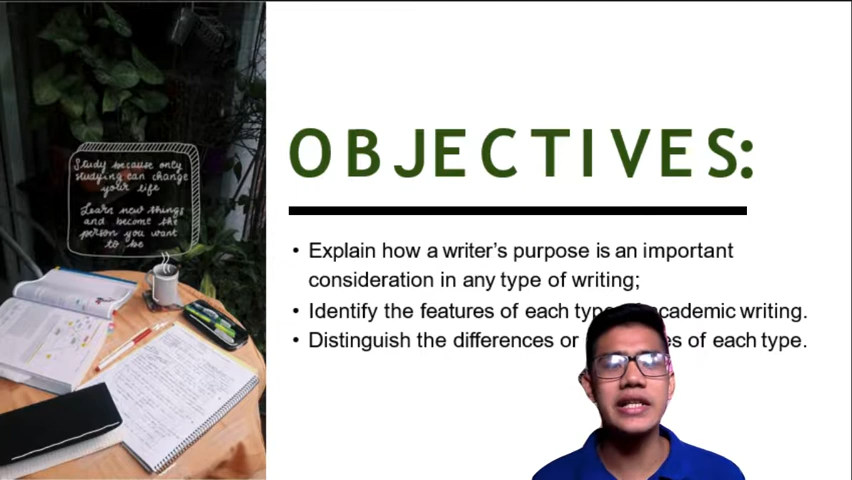 Study because only
studying can change
your life
Learn new things
and become the
person you want
to be
OBJECTIVES:
• Explain how a writer's purpose is an important
consideration in any type of writing;
• Identify the features of each type academic writing.
• Distinguish the differences or of each type.